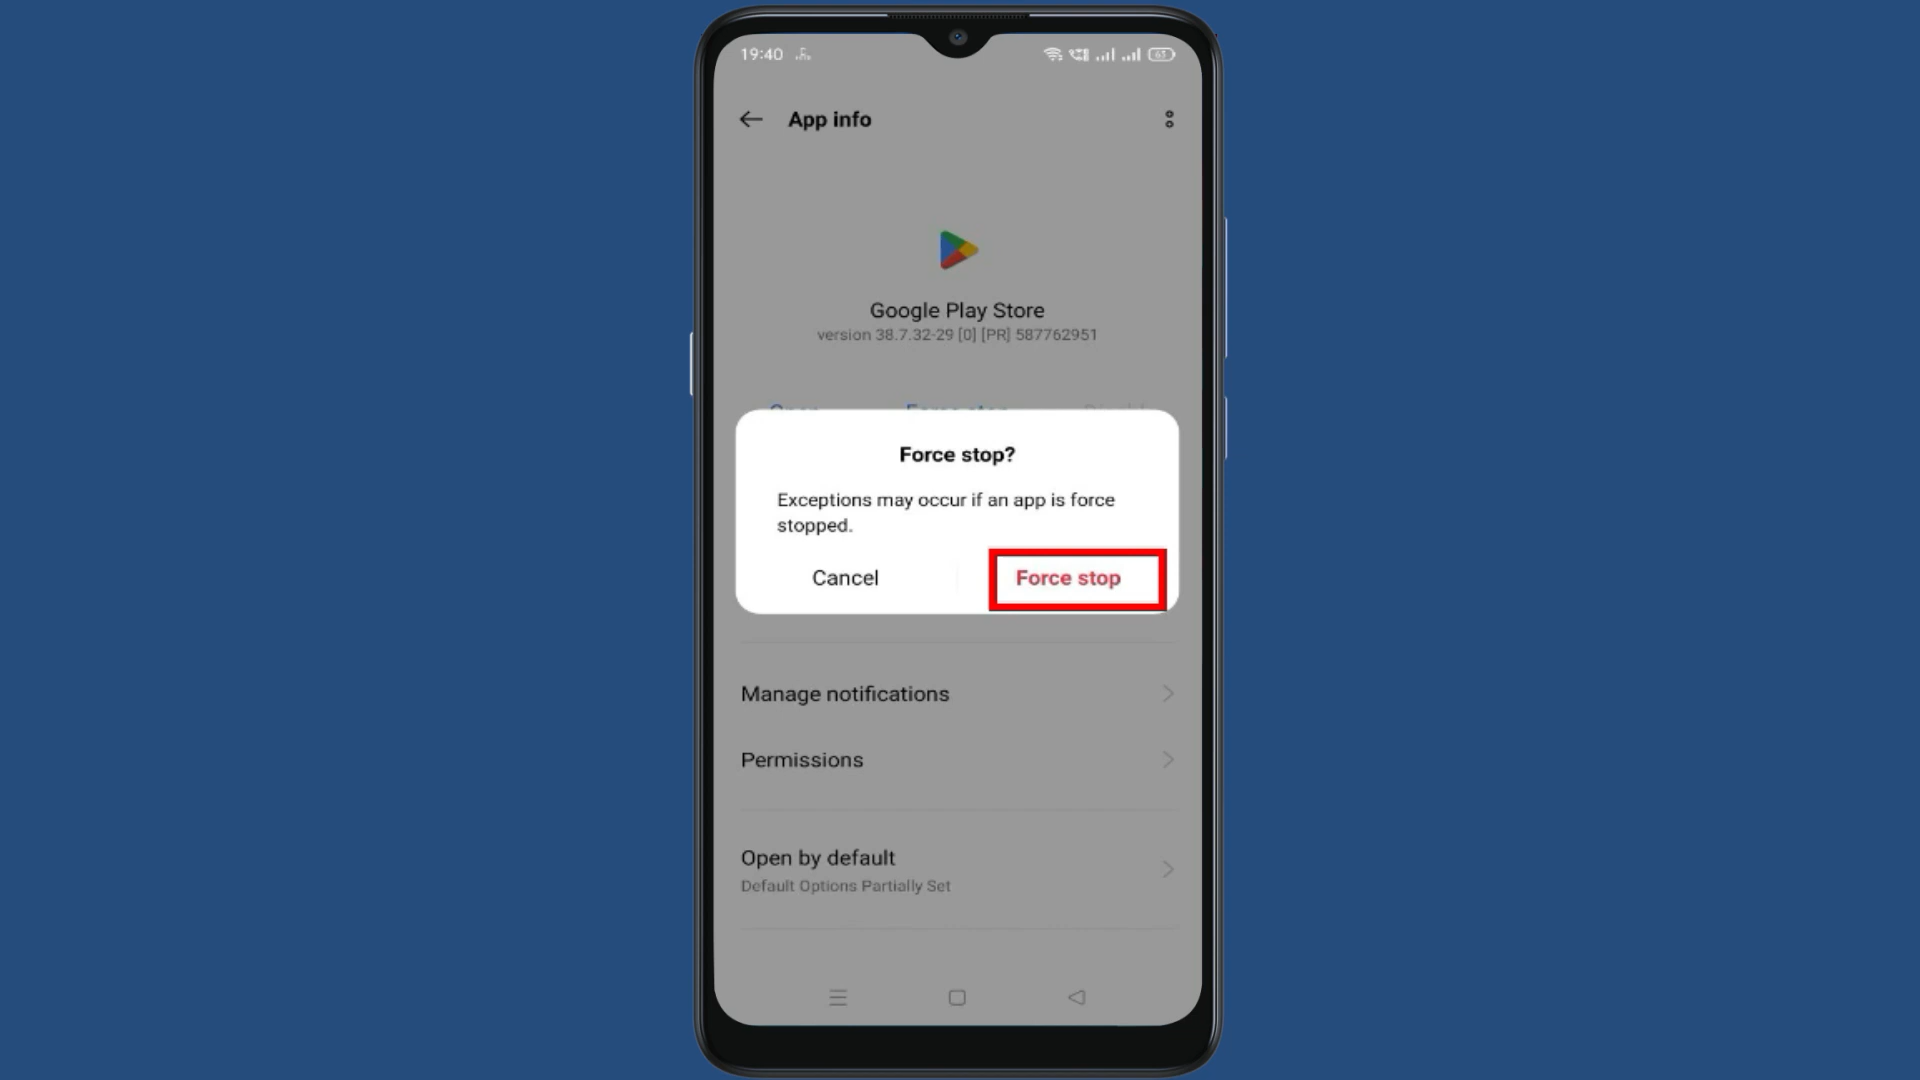 19:40
63
App info
Google Play Store
version 38.7.32-29 [0] [PR] 587762951
Force stop?
Exceptions may occur if an app is force
stopped.
Cancel
Force stop
Manage notifications
Permissions
Open by default
Default Options Partially Set